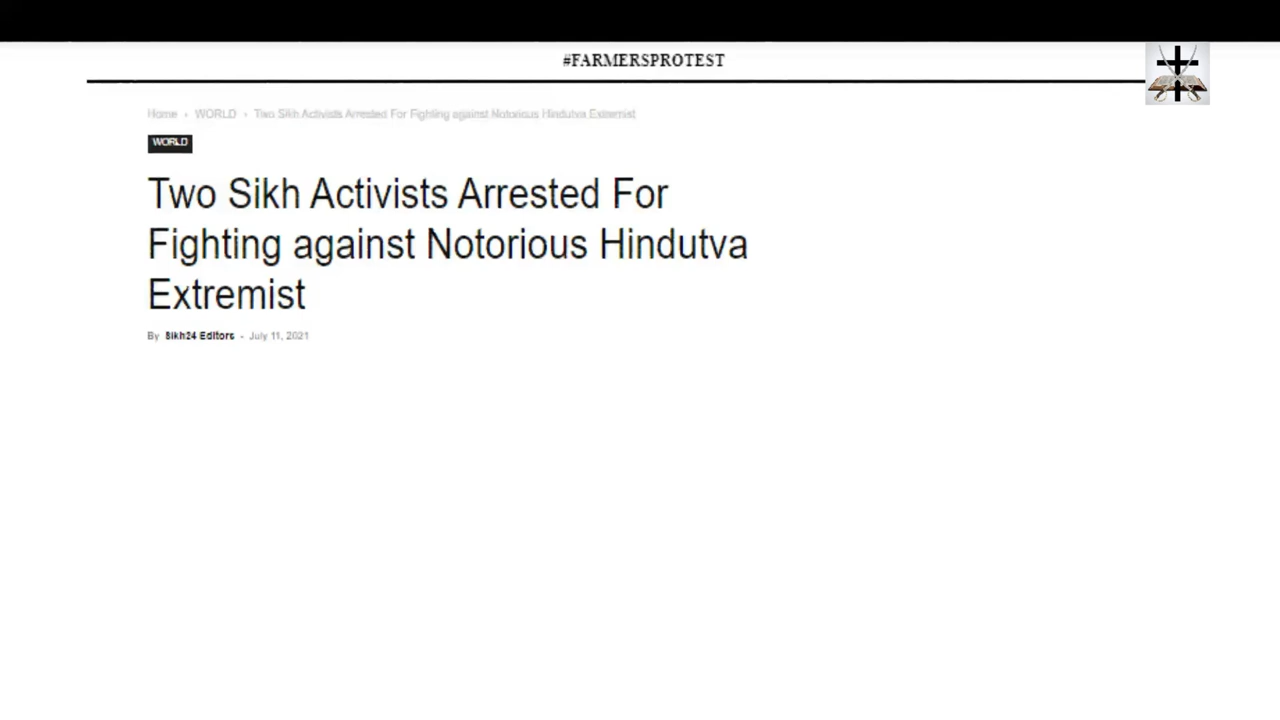 #FARMERSPROTEST
Home › WORLD › Two Sikh Activists Arrested For Fighting against Notorious Hindutva Extremist
WORLD
Two Sikh Activists Arrested For
Fighting against Notorious Hindutva
Extremist
By Sikh24 Editors - July 11, 2021